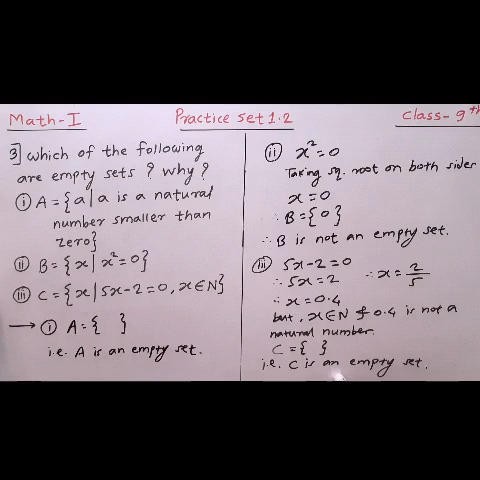 Math-I Practice set 1.2 Class-9th
3] which of the following
are empty sets? why?
(i) A={a|a is a natural
number smaller than
zero}
(ii) B={x|x²=0}
(iii) C={x|5x-2=0, x∈N}
→ (i) A={ }
i.e. A is an empty set.
(ii) x²=0
Taking sq. root on both sides
x=0
∴ B={0}
∴ B is not an empty set.
(iii) 5x-2=0
∴ 5x=2 ∴ x=2/5
∴ x=0.4
but, x∈N & 0.4 is not a
natural number.
C={ }
i.e. C is an empty set.